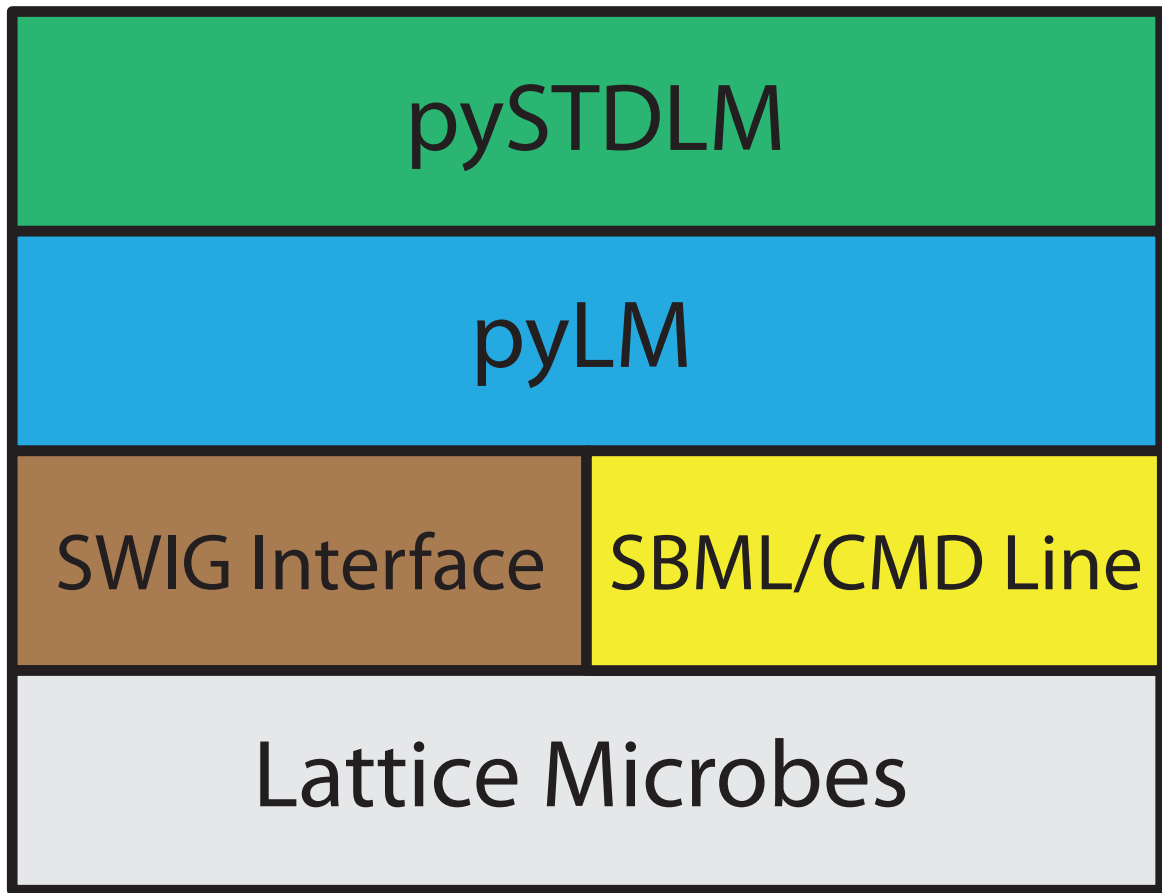 pySTDLM
pyLM
SWIG Interface
SBML/CMD Line
Lattice Microbes